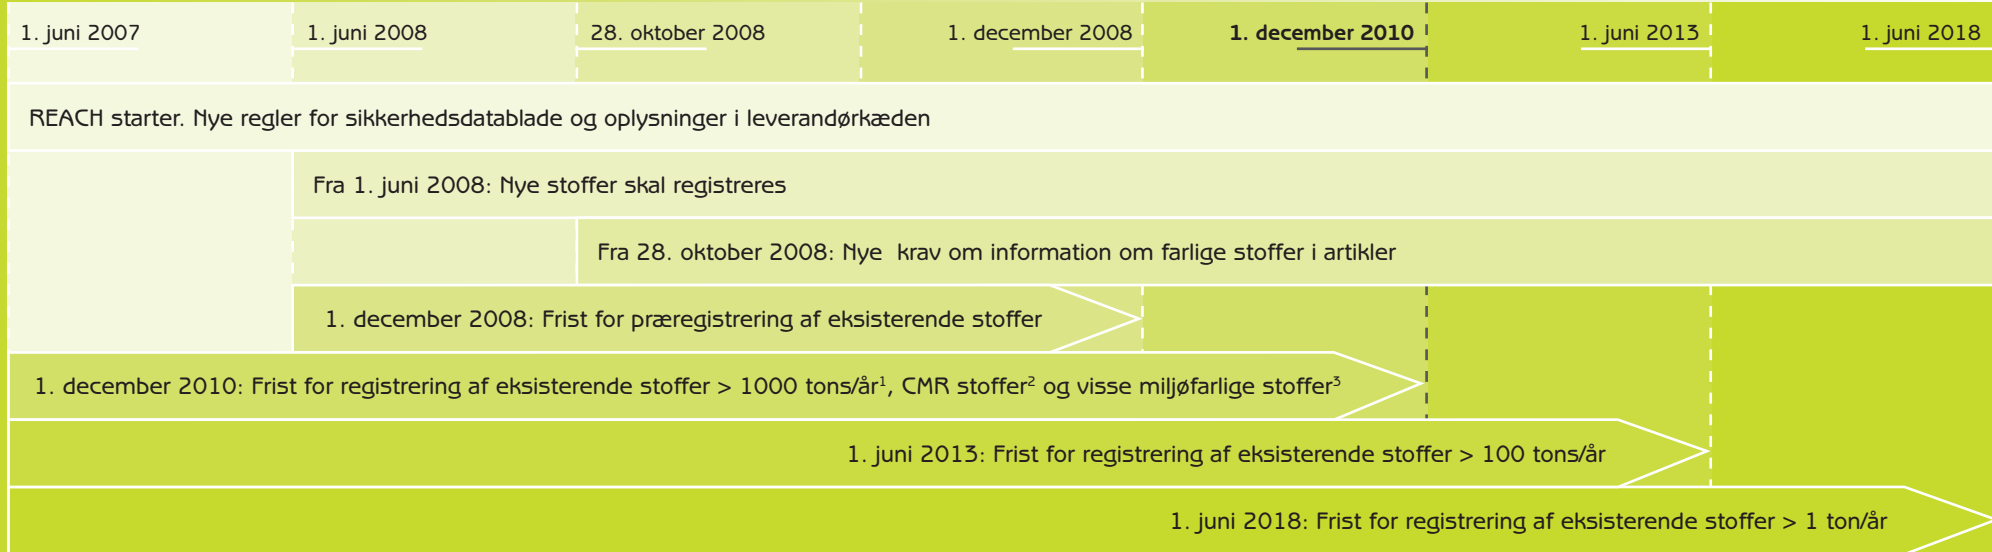 1. juni 2007
1. juni 2008
28. oktober 2008
1. december 2008
1. december 2010
1. juni 2013
1. juni 2018
REACH starter. Nye regler for sikkerhedsdatablade og oplysninger i leverandørkæden
Fra 1. juni 2008: Nye stoffer skal registreres
Fra 28. oktober 2008: Nye krav om information om farlige stoffer i artikler
1. december 2008: Frist for præregistrering af eksisterende stoffer
1. december 2010: Frist for registrering af eksisterende stoffer > 1000 tons/år¹, CMR stoffer² og visse miljøfarlige stoffer³
1. juni 2013: Frist for registrering af eksisterende stoffer > 100 tons/år
1. juni 2018: Frist for registrering af eksisterende stoffer > 1 ton/år